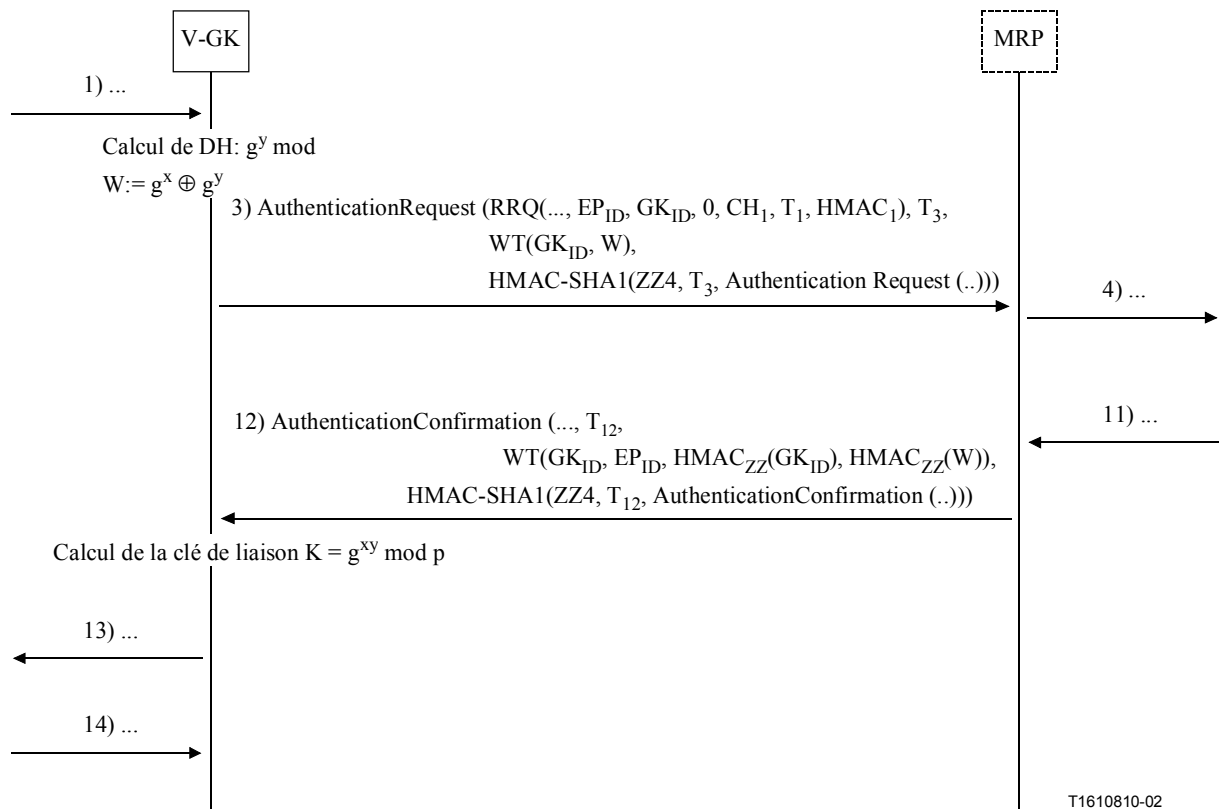 V-GK
MRP
1) ...
Calcul de DH: g^y mod
W:= g^x ⊕ g^y
3) AuthenticationRequest (RRQ(..., EP_ID, GK_ID, 0, CH_1, T_1, HMAC_1), T_3,
WT(GK_ID, W),
HMAC-SHA1(ZZ4, T_3, Authentication Request (..)))
4) ...
12) AuthenticationConfirmation (..., T_12,
11) ...
WT(GK_ID, EP_ID, HMAC_ZZ(GK_ID), HMAC_ZZ(W)),
HMAC-SHA1(ZZ4, T_12, AuthenticationConfirmation (..)))
Calcul de la clé de liaison K = g^xy mod p
13) ...
14) ...
T1610810-02